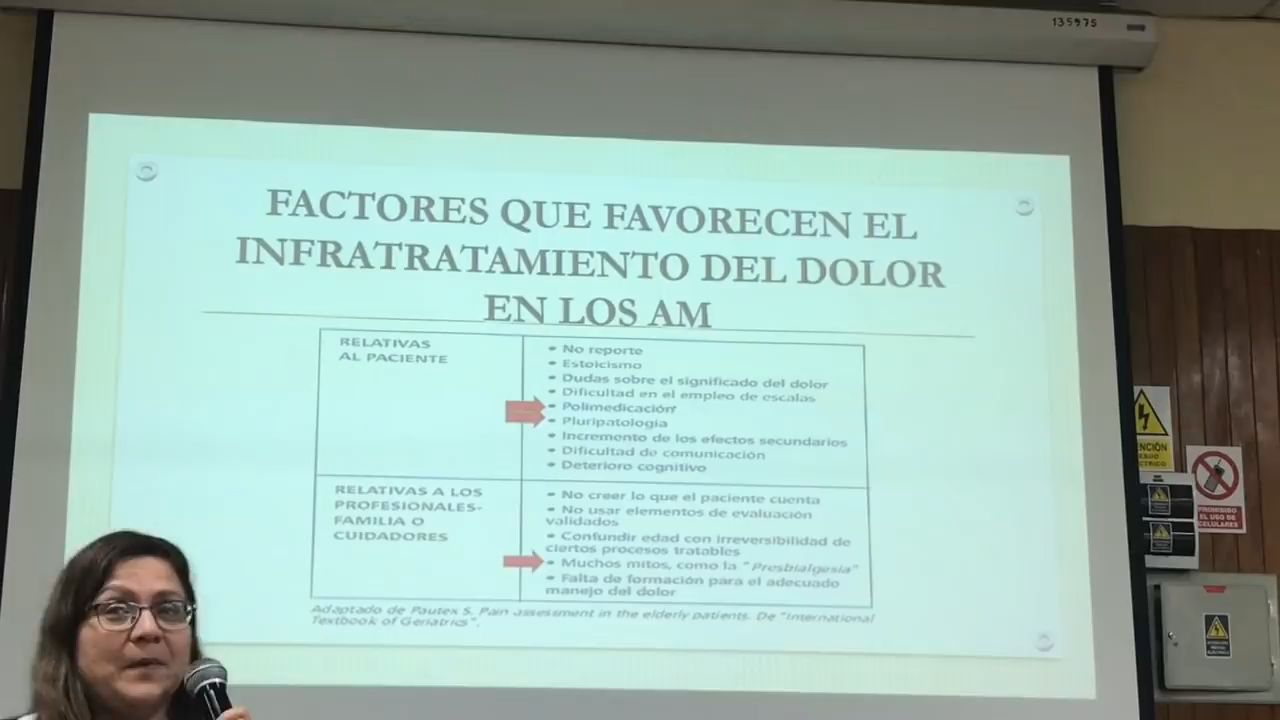 135975
FACTORES QUE FAVORECEN EL
INFRATRATAMIENTO DEL DOLOR
EN LOS AM
RELATIVAS
AL PACIENTE
• No reporte
• Estoicismo
• Dudas sobre el significado del dolor
• Dificultad en el empleo de escalas
• Polimedicación
• Pluripatología
• Incremento de los efectos secundarios
• Dificultad de comunicación
• Deterioro cognitivo
RELATIVAS A LOS
PROFESIONALES-
FAMILIA O
CUIDADORES
• No creer lo que el paciente cuenta
• No usar elementos de evaluación
validados
• Confundir edad con irreversibilidad de
ciertos procesos tratables
• Muchos mitos, como la "Presbialgesia"
• Falta de formación para el adecuado
manejo del dolor
Adaptado de Pautex S. Pain assessment in the elderly patients. De "International
Textbook of Geriatrics".
PROHIBIDO
EL USO DE
CELULARES